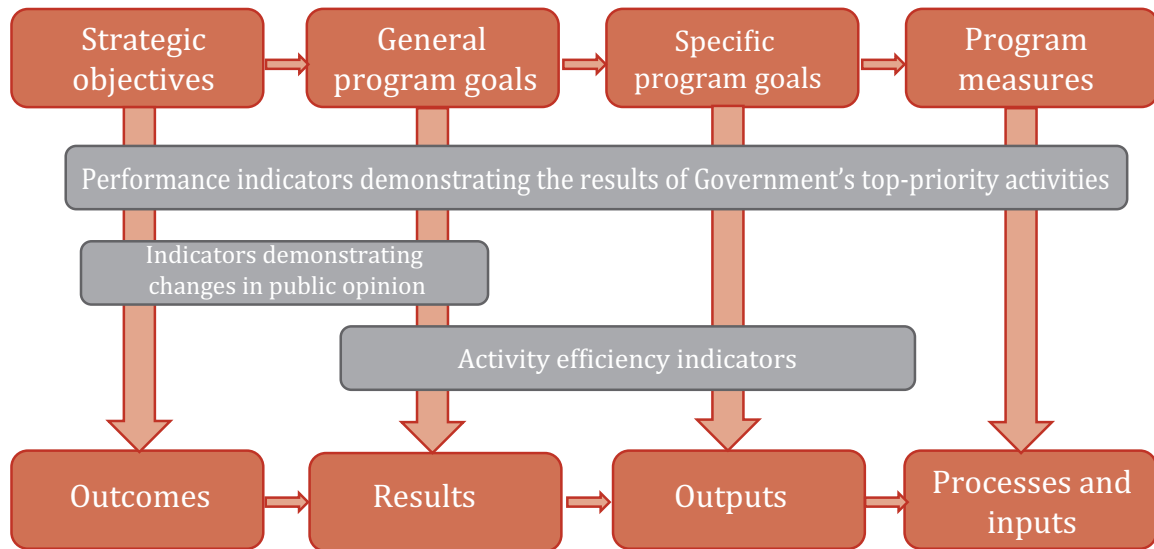 Strategic
objectives
General
program goals
Specific
program goals
Program
measures
Performance indicators demonstrating the results of Government’s top-priority activities
Indicators demonstrating
changes in public opinion
Activity efficiency indicators
Outcomes
Results
Outputs
Processes and
inputs